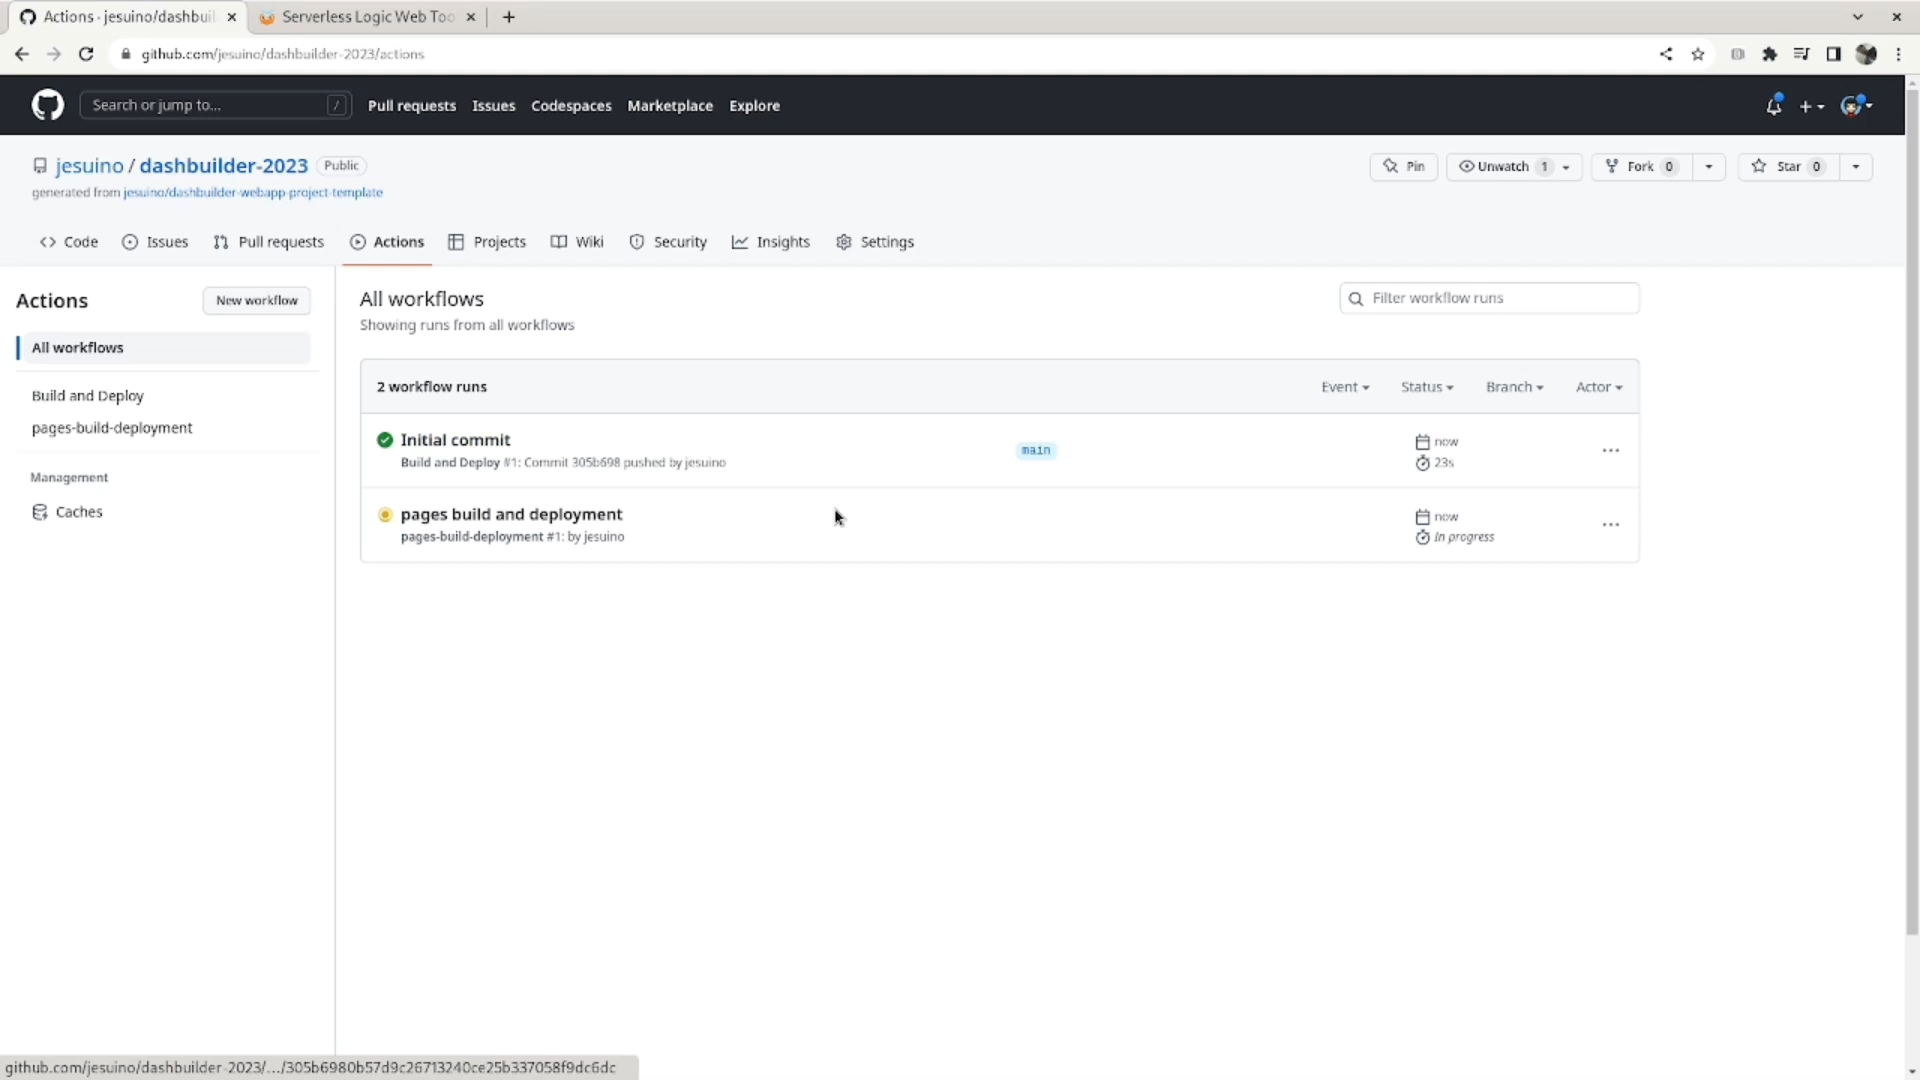 Actions · jesuino/dashbuil
Serverless Logic Web Too
github.com/jesuino/dashbuilder-2023/actions
Search or jump to...
/
Pull requests
Issues
Codespaces
Marketplace
Explore
jesuino / dashbuilder-2023
Public
generated from jesuino/dashbuilder-webapp-project-template
Pin
Unwatch 1
Fork 0
Star 0
Code
Issues
Pull requests
Actions
Projects
Wiki
Security
Insights
Settings
Actions
New workflow
All workflows
Build and Deploy
pages-build-deployment
Management
Caches
All workflows
Showing runs from all workflows
Filter workflow runs
2 workflow runs
Event
Status
Branch
Actor
Initial commit
Build and Deploy #1: Commit 305b698 pushed by jesuino
main
now
23s
...
pages build and deployment
pages-build-deployment #1: by jesuino
now
In progress
...
github.com/jesuino/dashbuilder-2023/.../305b6980b57d9c26713240ce25b337058f9dc6dc